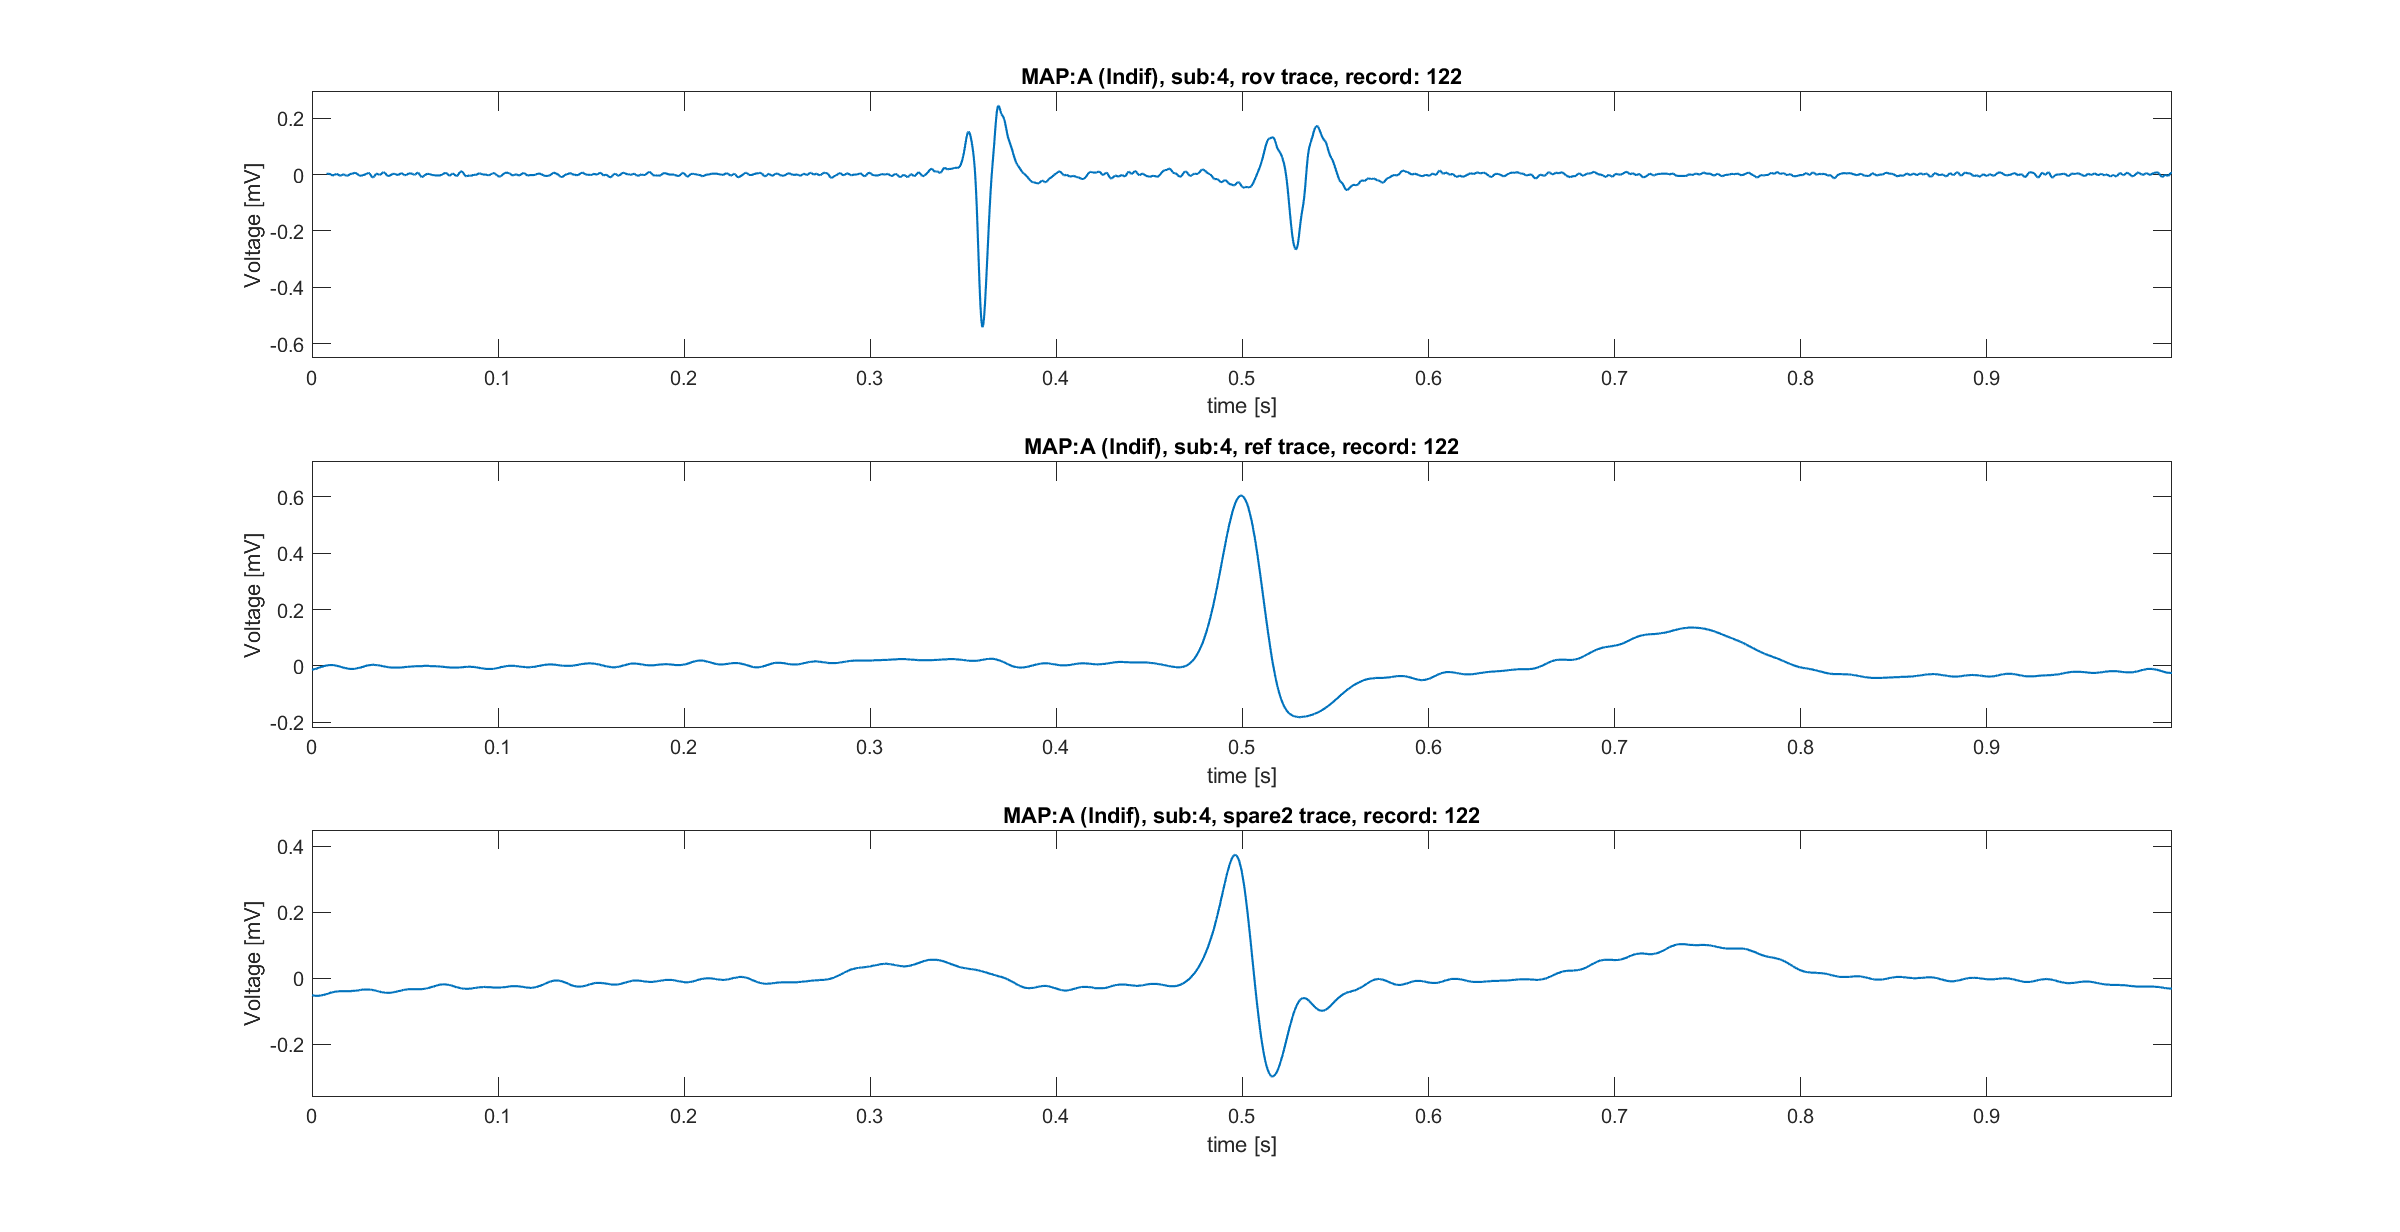 MAP:A (Indif), sub:4, rov trace, record: 122
Voltage [mV]
0.2
0
-0.2
-0.4
-0.6
0 0.1 0.2 0.3 0.4 0.5 0.6 0.7 0.8 0.9
time [s]
MAP:A (Indif), sub:4, ref trace, record: 122
Voltage [mV]
0.6
0.4
0.2
0
-0.2
0 0.1 0.2 0.3 0.4 0.5 0.6 0.7 0.8 0.9
time [s]
MAP:A (Indif), sub:4, spare2 trace, record: 122
Voltage [mV]
0.4
0.2
0
-0.2
0 0.1 0.2 0.3 0.4 0.5 0.6 0.7 0.8 0.9
time [s]